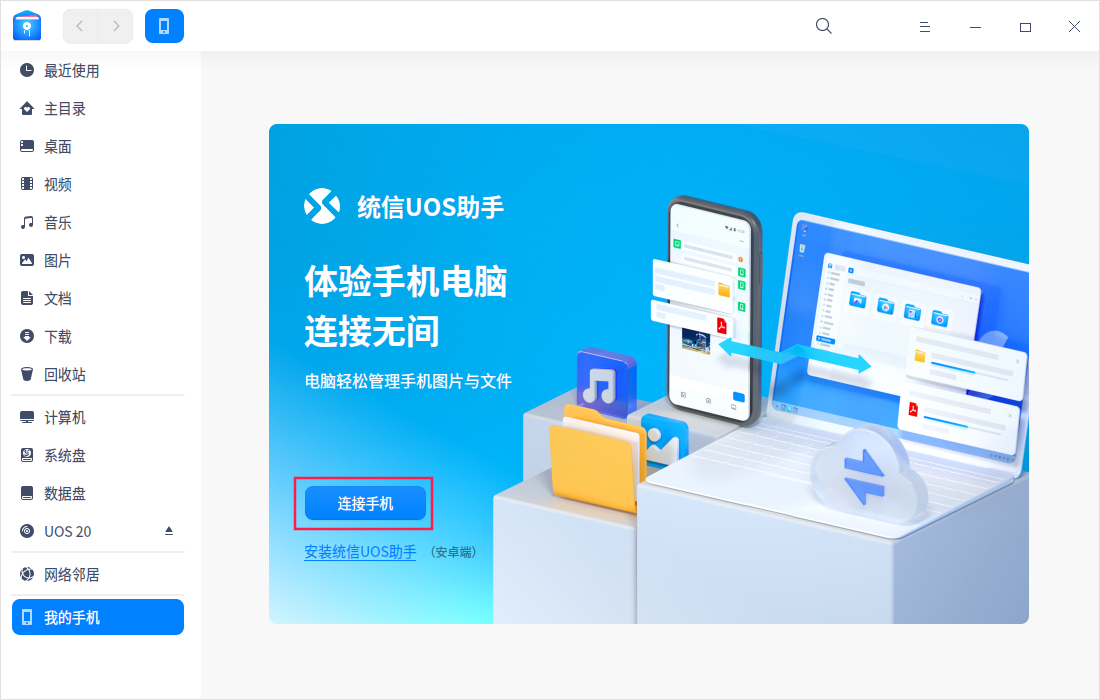 最近使用
主目录
桌面
视频
音乐
图片
文档
下载
回收站
计算机
系统盘
数据盘
UOS 20
网络邻居
我的手机
统信UOS助手
体验手机电脑
连接无间
电脑轻松管理手机图片与文件
连接手机
安装统信UOS助手 (安卓端)